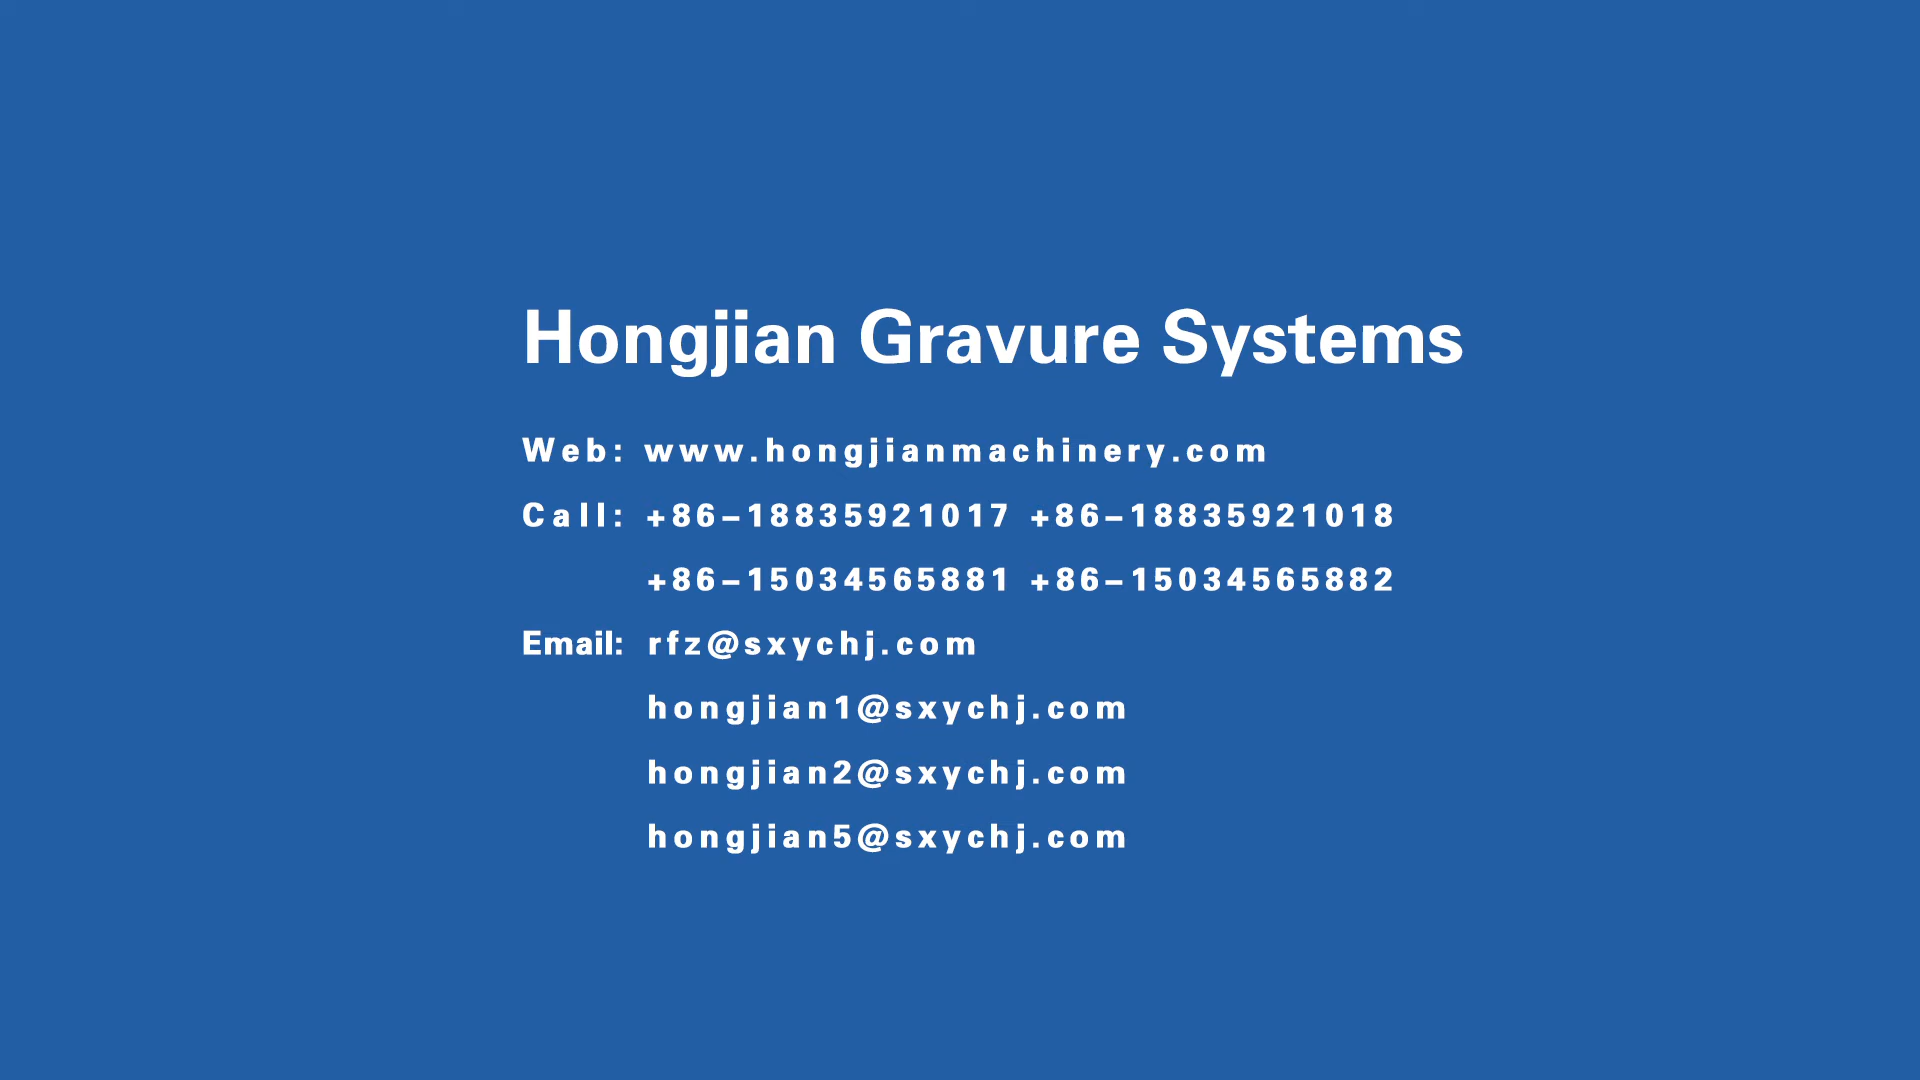 Hongjian Gravure Systems
Web: www.hongjianmachinery.com
Call: +86-18835921017 +86-18835921018
+86-15034565881 +86-15034565882
Email: rfz@sxychj.com
hongjian1@sxychj.com
hongjian2@sxychj.com
hongjian5@sxychj.com